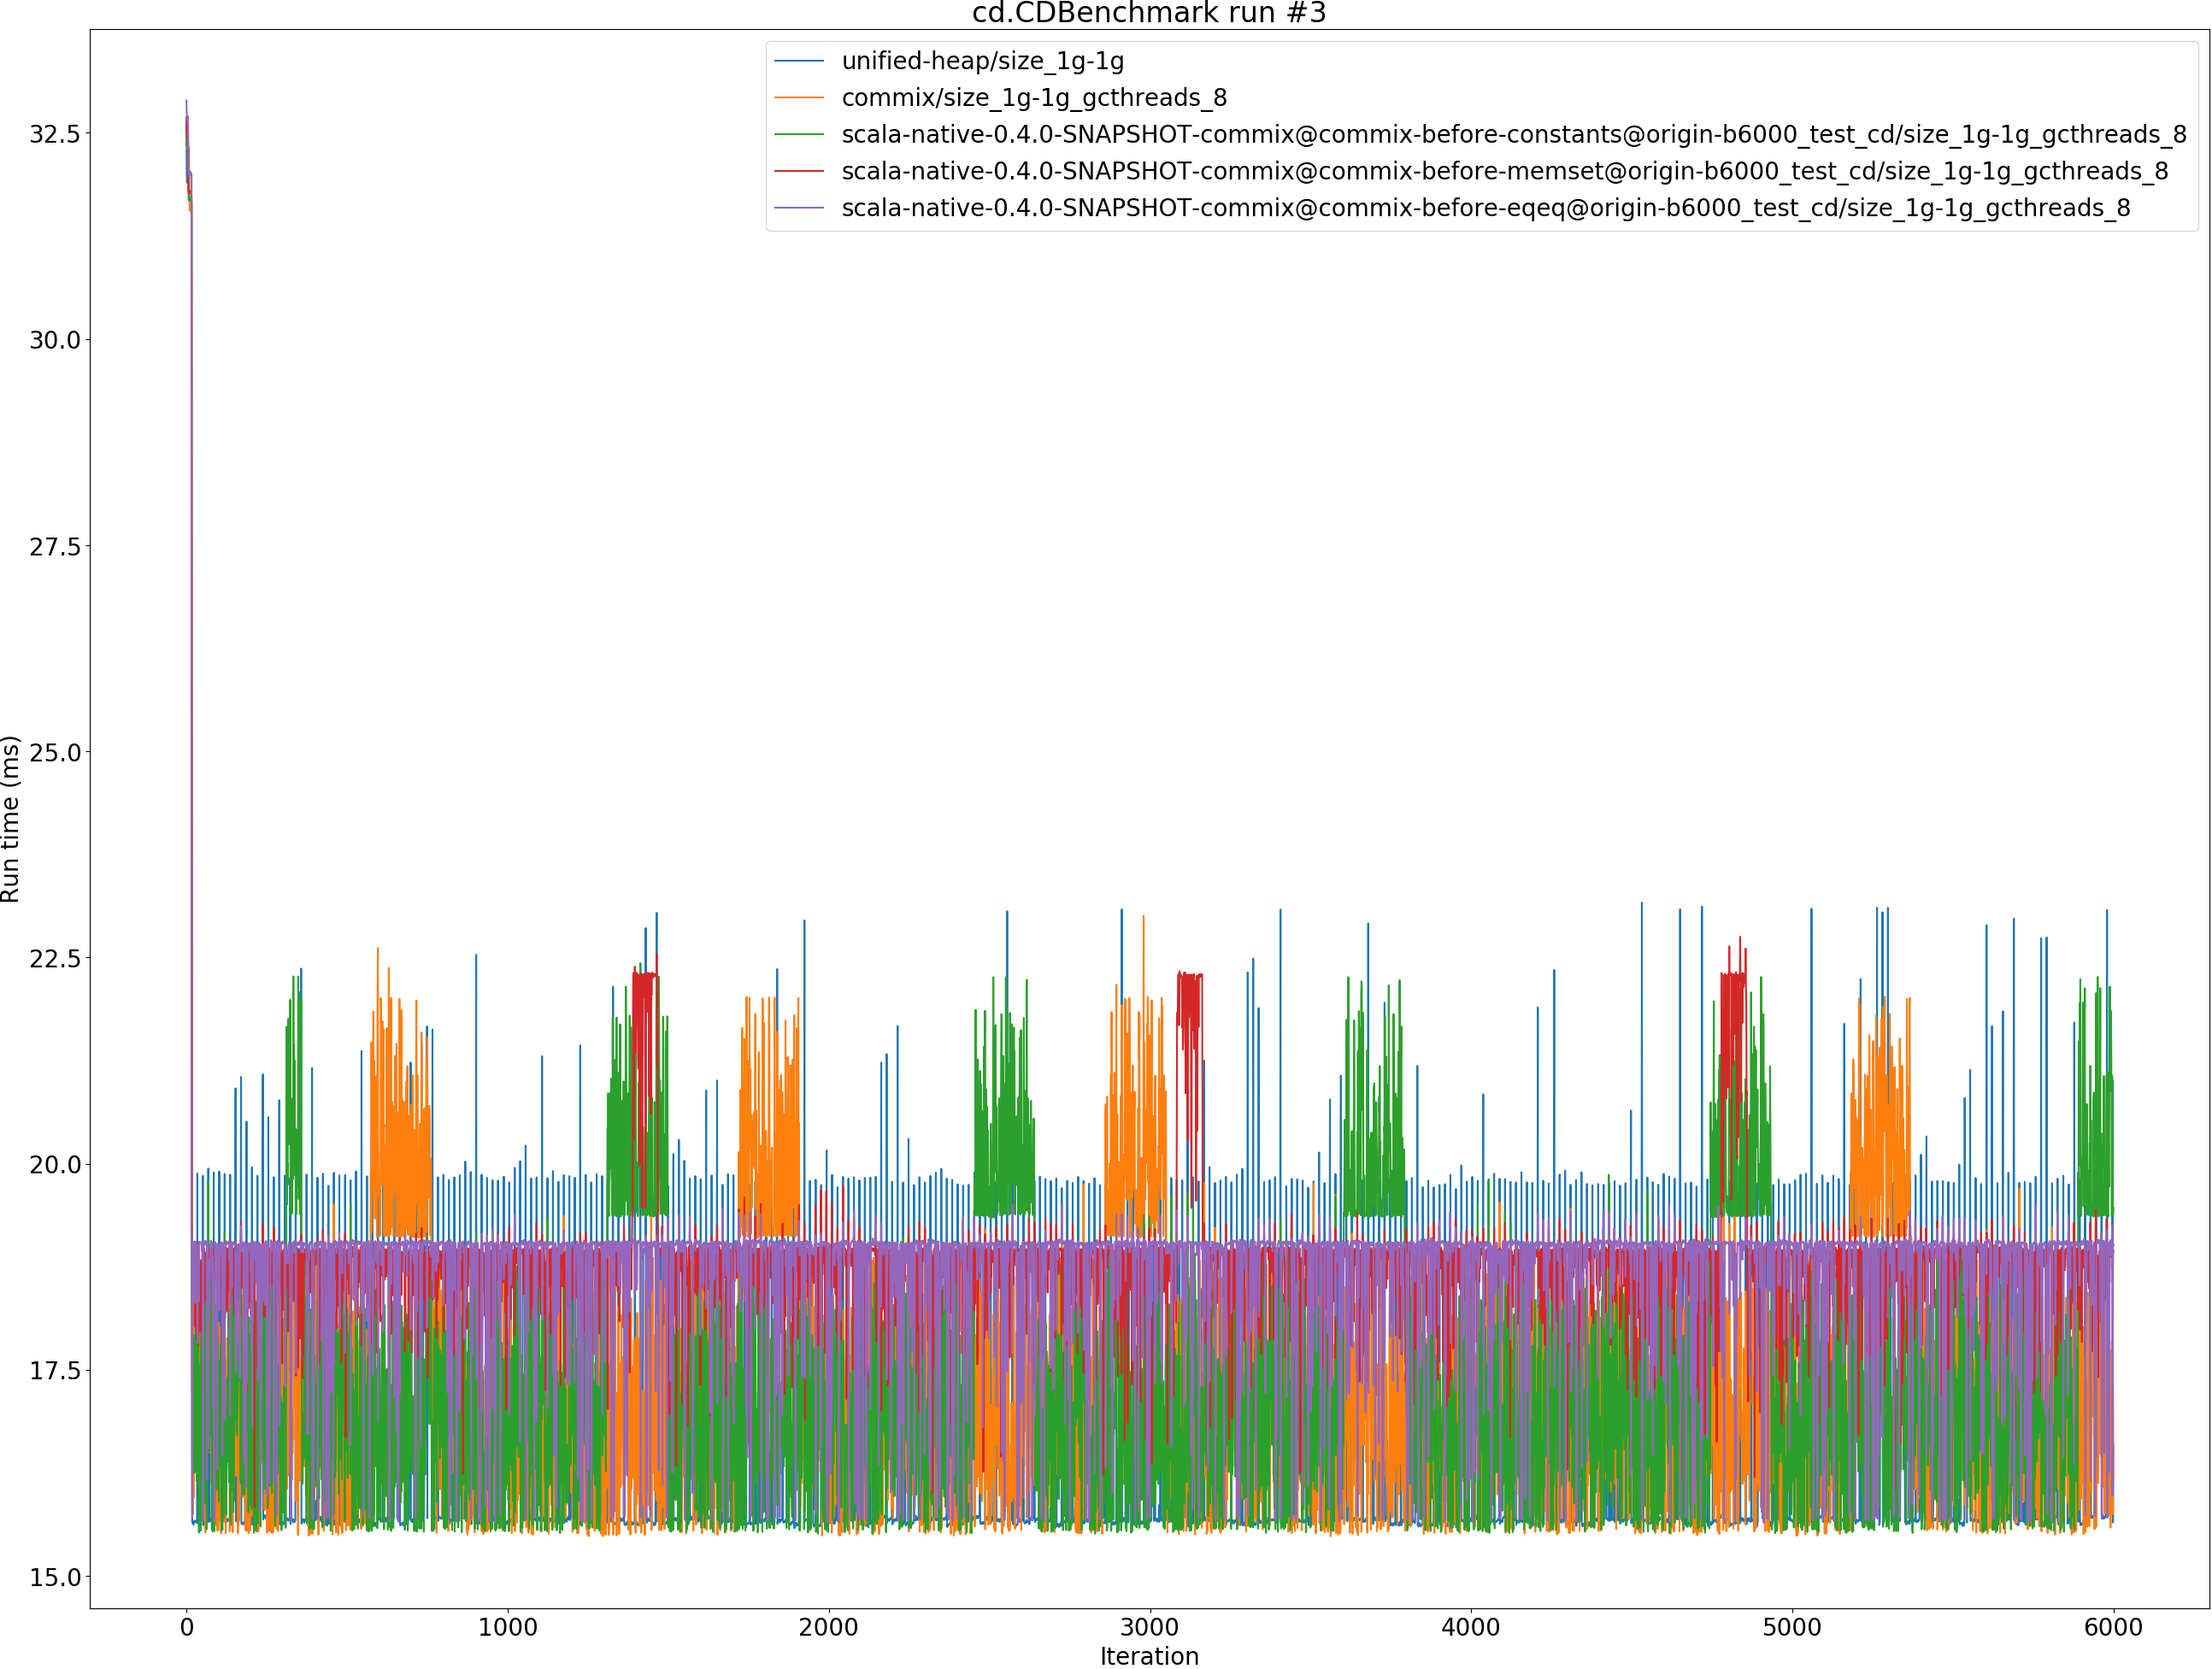 cd.CDBenchmark run #3
unified-heap/size_1g-1g
commix/size_1g-1g_gcthreads_8
scala-native-0.4.0-SNAPSHOT-commix@commix-before-constants@origin-b6000_test_cd/size_1g-1g_gcthreads_8
scala-native-0.4.0-SNAPSHOT-commix@commix-before-memset@origin-b6000_test_cd/size_1g-1g_gcthreads_8
scala-native-0.4.0-SNAPSHOT-commix@commix-before-eqeq@origin-b6000_test_cd/size_1g-1g_gcthreads_8
32.5
30.0
27.5
25.0
22.5
20.0
17.5
15.0
Run time (ms)
0 1000 2000 3000 4000 5000 6000
Iteration